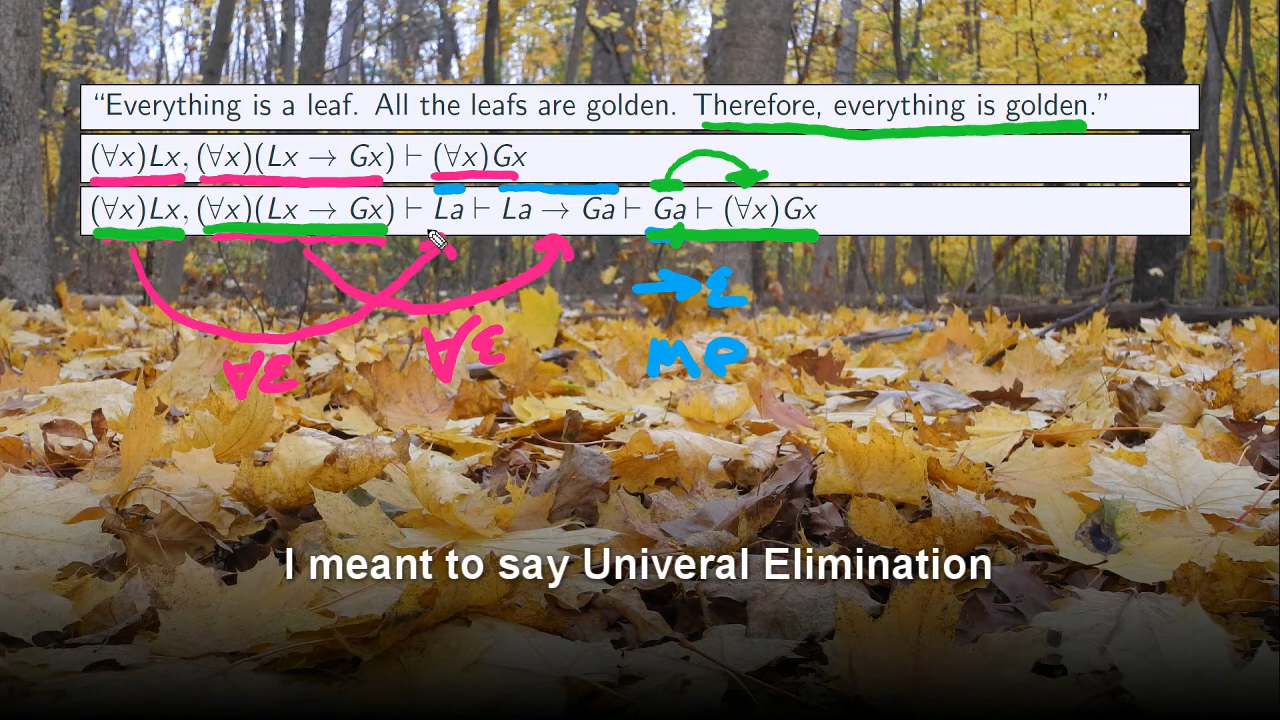 “Everything is a leaf. All the leafs are golden. Therefore, everything is golden.”
(∀x)Lx, (∀x)(Lx → Gx) ⊢ (∀x)Gx
(∀x)Lx, (∀x)(Lx → Gx) ⊢ La ⊢ La → Ga ⊢ Ga ⊢ (∀x)Gx
→E
∀E ∀E MP
I meant to say Univeral Elimination